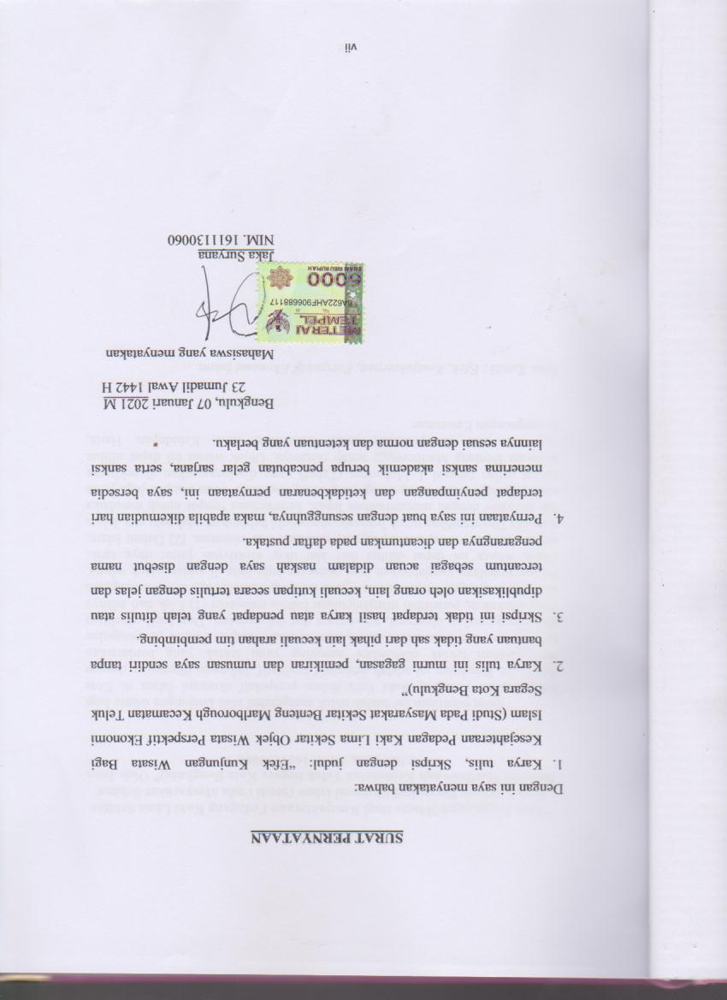 SURAT PERNYATAAN
Dengan ini saya menyatakan bahwa:
1. Karya tulis, Skripsi dengan judul: “Efek Kunjungan Wisata Bagi
Kesejahteraan Pedagan Kaki Lima Sekitar Objek Wisata Perspektif Ekonomi
Islam (Studi Pada Masyarakat Sekitar Benteng Marlborough Kecamatan Teluk
Segara Kota Bengkulu)”
2. Karya tulis ini murni gagasan, pemikiran dan rumusan saya sendiri tanpa
bantuan yang tidak sah dari pihak lain kecuali arahan tim pembimbing.
3. Skripsi ini tidak terdapat hasil karya atau pendapat yang telah ditulis atau
dipublikasikan oleh orang lain, kecuali kutipan secara tertulis dengan jelas dan
tercantum sebagai acuan didalam naskah saya dengan disebut nama
pengarangnya dan dicantumkan pada daftar pustaka.
4. Pernyataan ini saya buat dengan sesungguhnya, maka apabila dikemudian hari
terdapat penyimpangan dan ketidakbenaran pernyataan ini, saya bersedia
menerima sanksi akademik berupa pencabutan gelar sarjana, serta sanksi
lainnya sesuai dengan norma dan ketentuan yang berlaku.
Bengkulu, 07 Januari 2021 M
23 Jumadil Awal 1442 H
Mahasiswa yang menyatakan
METERAI
TEMPEL
BA622AHF906688117
6000
ENAM RIBU RUPIAH
Jaka Suryana
NIM. 1611130060
vii